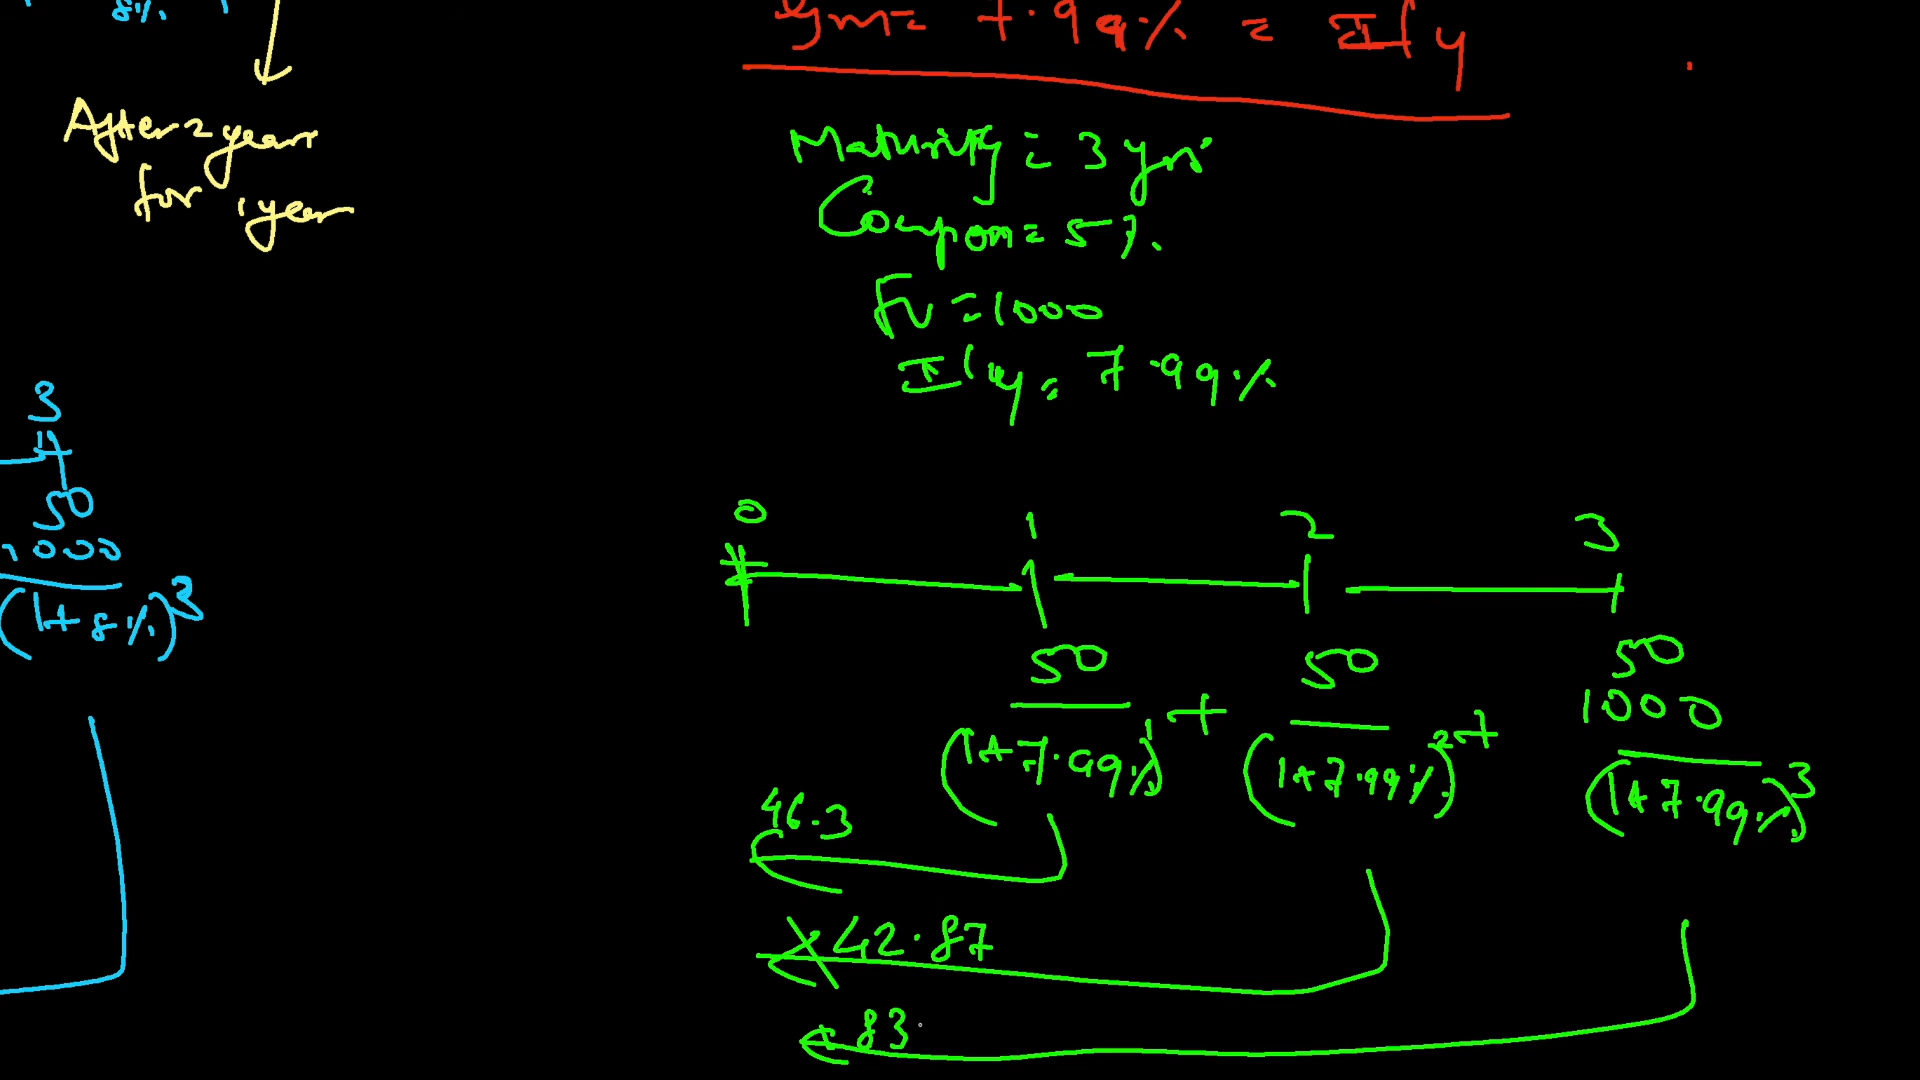 8%
ytm = 7.99% = I/y
After 2 years
for 1 year
Maturity = 3 yrs
Coupon = 5%.
FV = 1000
I/y = 7.99%
3
50
1000
(1+8%)³
0 1 2 3
50 50 50
1000
(1+7.99%)¹ + (1+7.99%)² + (1+7.99%)³
46.3
42.87
83.